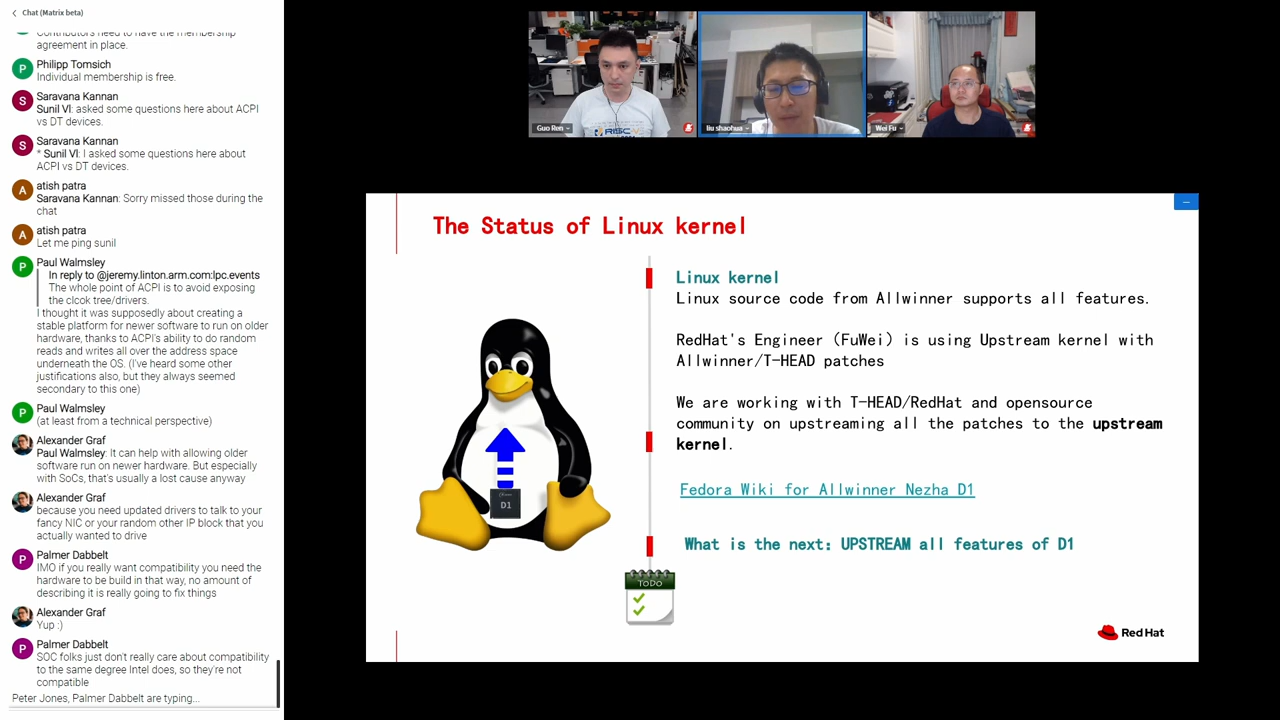 Chat (Matrix beta)
Contributors need to have the membership
agreement in place.
P
Philipp Tomsich
Individual membership is free.
S
Saravana Kannan
Sunil Vl: asked some questions here about ACPI
vs DT devices.
S
Saravana Kannan
* Sunil Vl: I asked some questions here about
ACPI vs DT devices.
A
atish patra
Saravana Kannan: Sorry missed those during the
chat
A
atish patra
Let me ping sunil
P
Paul Walmsley
In reply to @jeremy.linton.arm.com:lpc.events
The whole point of ACPI is to avoid exposing
the clcok tree/drivers.
I thought it was supposedly about creating a
stable platform for newer software to run on older
hardware, thanks to ACPI's ability to do random
reads and writes all over the address space
underneath the OS. (I've heard some other
justifications also, but they always seemed
secondary to this one)
P
Paul Walmsley
(at least from a technical perspective)
Alexander Graf
Paul Walmsley: It can help with allowing older
software run on newer hardware. But especially
with SoCs, that's usually a lost cause anyway
Alexander Graf
because you need updated drivers to talk to your
fancy NIC or your random other IP block that you
actually wanted to drive
P
Palmer Dabbelt
IMO if you really want compatibility you need the
hardware to be build in that way, no amount of
describing it is really going to fix things
Alexander Graf
Yup :)
P
Palmer Dabbelt
SOC folks just don't really care about compatibility
to the same degree Intel does, so they're not
compatible
Peter Jones, Palmer Dabbelt are typing...
Guo Ren
liu shaohua
Wei Fu
RISC-V
The Status of Linux kernel
Linux kernel
Linux source code from Allwinner supports all features.
RedHat's Engineer（FuWei）is using Upstream kernel with
Allwinner/T-HEAD patches
We are working with T-HEAD/RedHat and opensource
community on upstreaming all the patches to the upstream
kernel.
Fedora Wiki for Allwinner Nezha D1
What is the next: UPSTREAM all features of D1
D1
ToDo
Red Hat